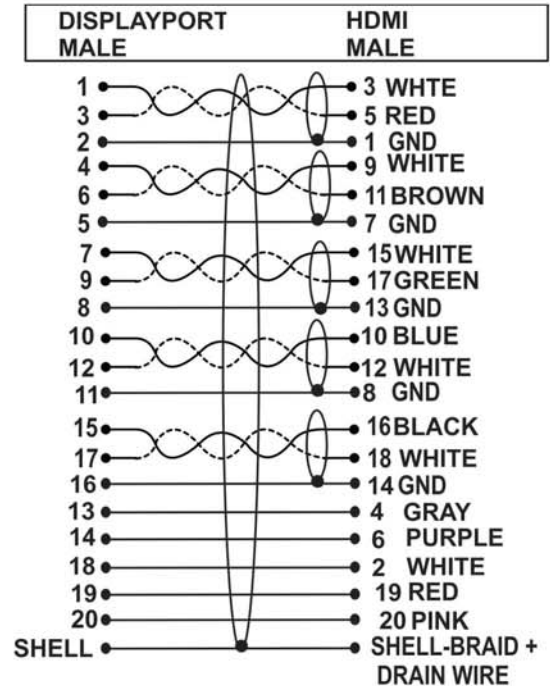 DISPLAYPORT HDMI
MALE MALE
1 3 WHTE
3 5 RED
2 1 GND
4 9 WHITE
6 11 BROWN
5 7 GND
7 15 WHITE
9 17 GREEN
8 13 GND
10 10 BLUE
12 12 WHITE
11 8 GND
15 16 BLACK
17 18 WHITE
16 14 GND
13 4 GRAY
14 6 PURPLE
18 2 WHITE
19 19 RED
20 20 PINK
SHELL SHELL-BRAID +
DRAIN WIRE